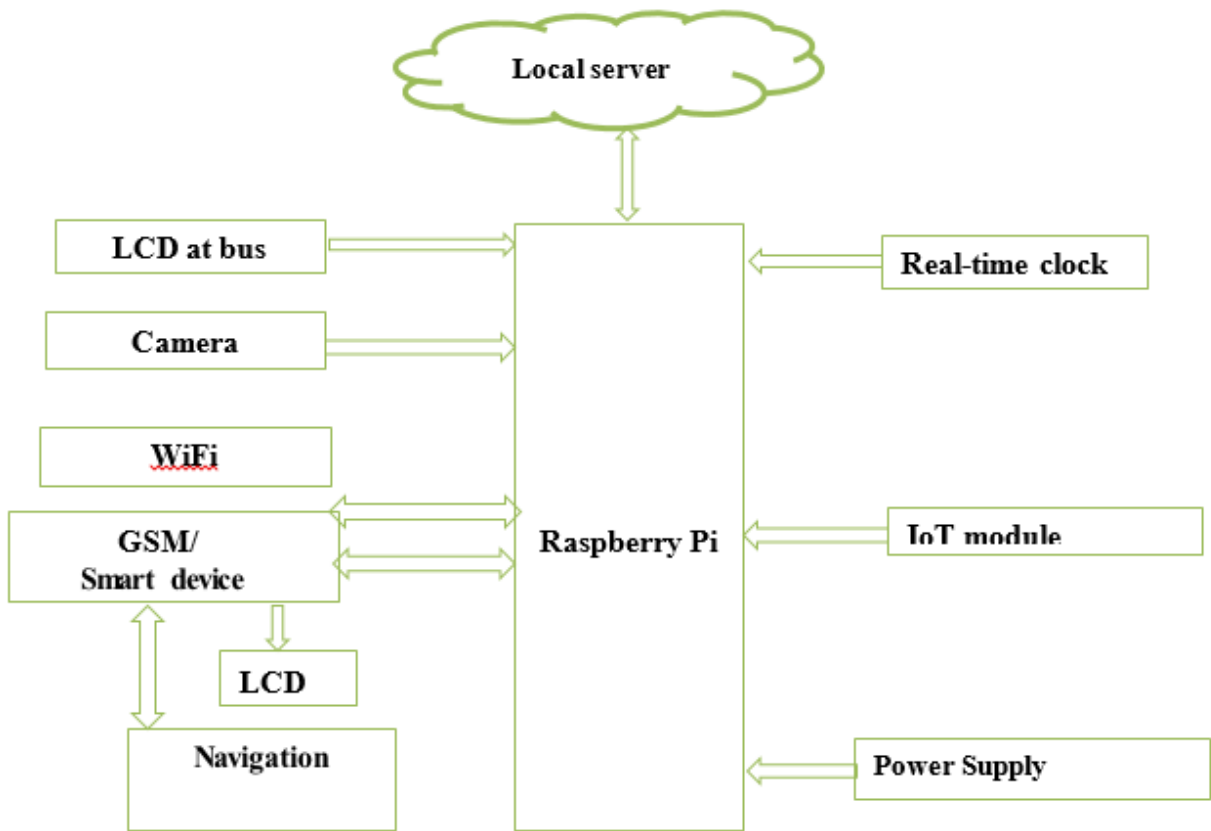 Local server
LCD at bus
Real-time clock
Camera
WiFi
GSM/
Smart device
Raspberry Pi
IoT module
LCD
Navigation
Power Supply